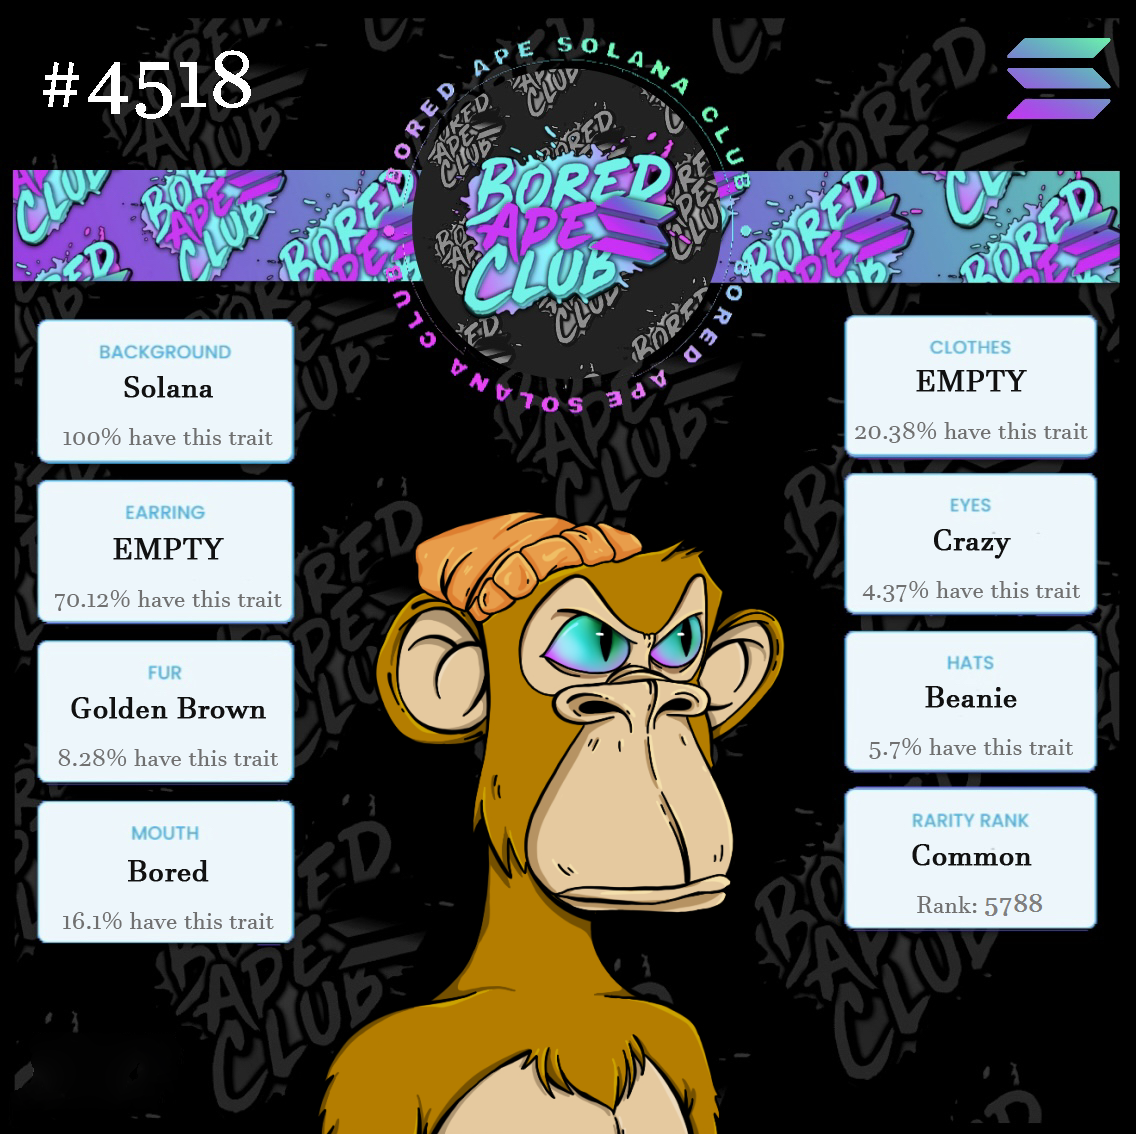 #4518
BORED APE SOLANA CLUB
BORED APE SOLANA CLUB
BORED
APE
CLUB
BACKGROUND
Solana
100% have this trait
EARRING
EMPTY
70.12% have this trait
FUR
Golden Brown
8.28% have this trait
MOUTH
Bored
16.1% have this trait
CLOTHES
EMPTY
20.38% have this trait
EYES
Crazy
4.37% have this trait
HATS
Beanie
5.7% have this trait
RARITY RANK
Common
Rank: 5788